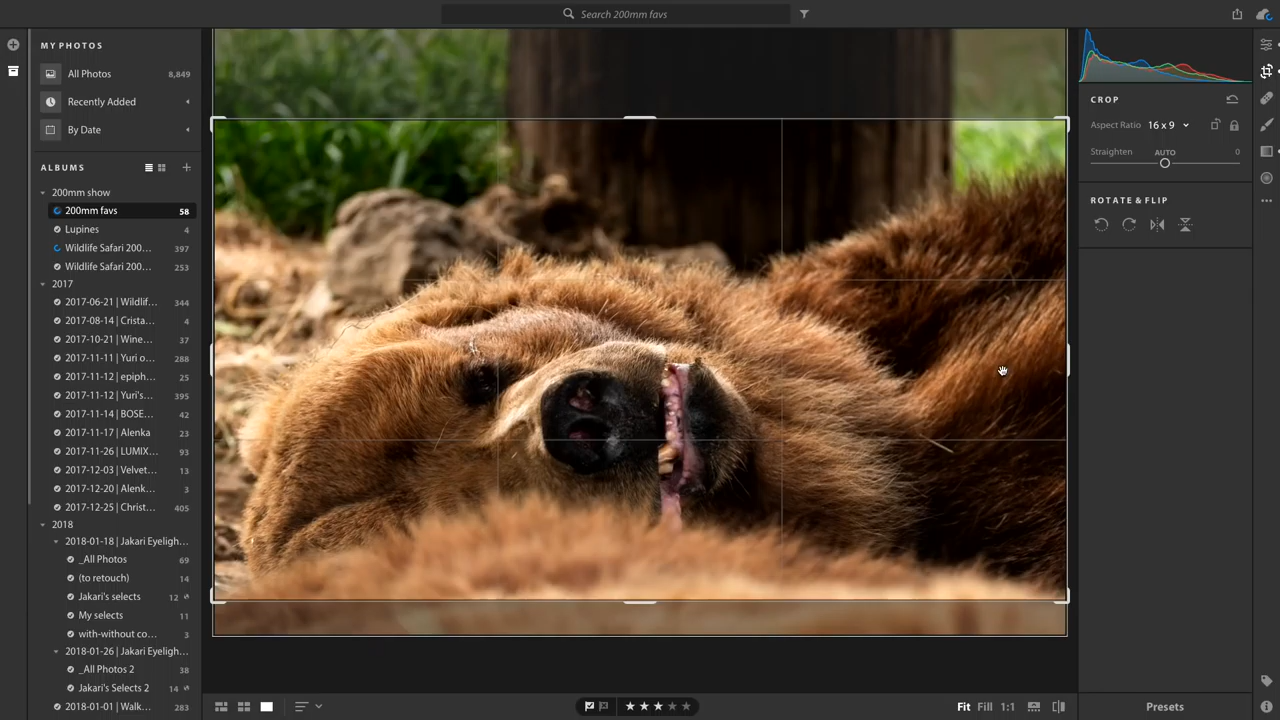 Search 200mm favs
MY PHOTOS
All Photos 8,849
Recently Added
By Date
ALBUMS
200mm show
200mm favs 58
Lupines 4
Wildlife Safari 200... 397
Wildlife Safari 200... 253
2017
2017-06-21 | Wildlif... 344
2017-08-14 | Crista... 4
2017-10-21 | Wine... 37
2017-11-11 | Yuri o... 288
2017-11-12 | epiph... 25
2017-11-12 | Yuri's... 395
2017-11-14 | BOSE... 42
2017-11-17 | Alenka 23
2017-11-26 | LUMIX... 93
2017-12-03 | Velvet... 13
2017-12-20 | Alenk... 3
2017-12-25 | Christ... 405
2018
2018-01-18 | Jakari Eyeligh...
_All Photos 69
(to retouch) 14
Jakari's selects 12
My selects 11
with-without co... 3
2018-01-26 | Jakari Eyeligh...
_All Photos 2 38
Jakari's Selects 2 14
2018-01-01 | Walk... 283
CROP
Aspect Ratio 16 x 9
Straighten AUTO 0
ROTATE & FLIP
Fit Fill 1:1
Presets